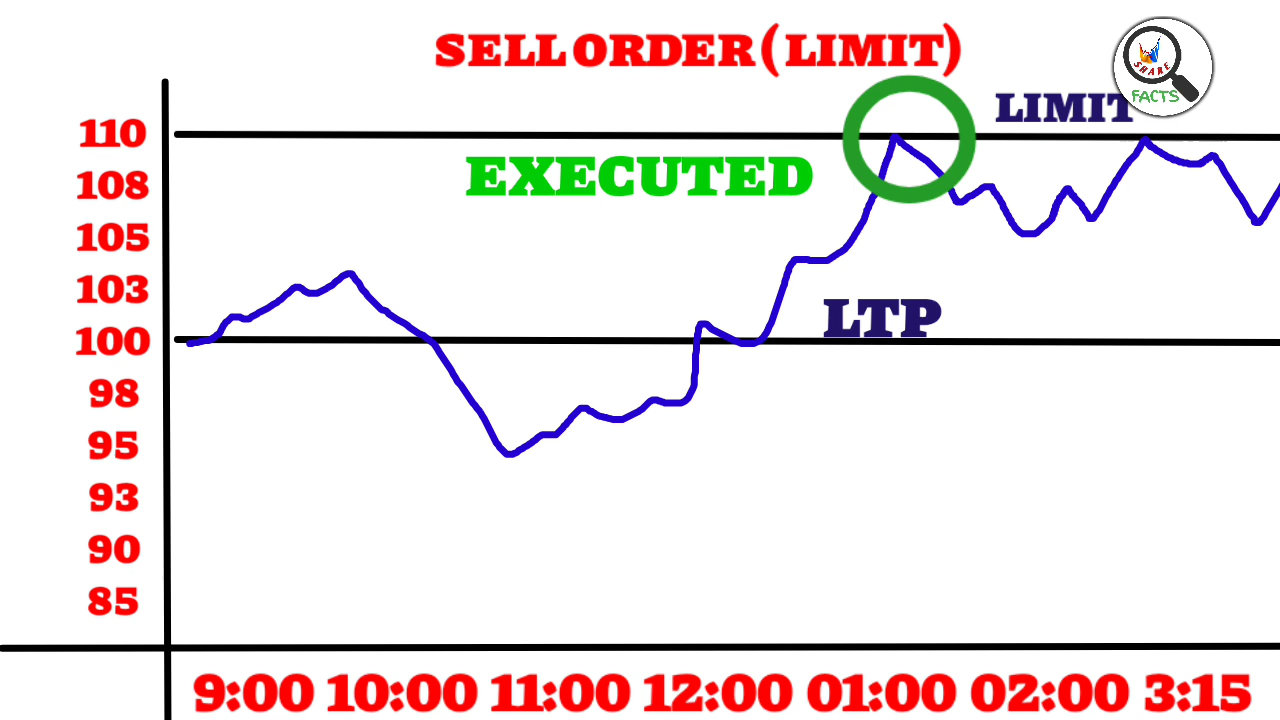 SELL ORDER ( LIMIT)
SHARE
FACTS
LIMIT
110
EXECUTED
108
105
103
LTP
100
98
95
93
90
85
9:00 10:00 11:00 12:00 01:00 02:00 3:15